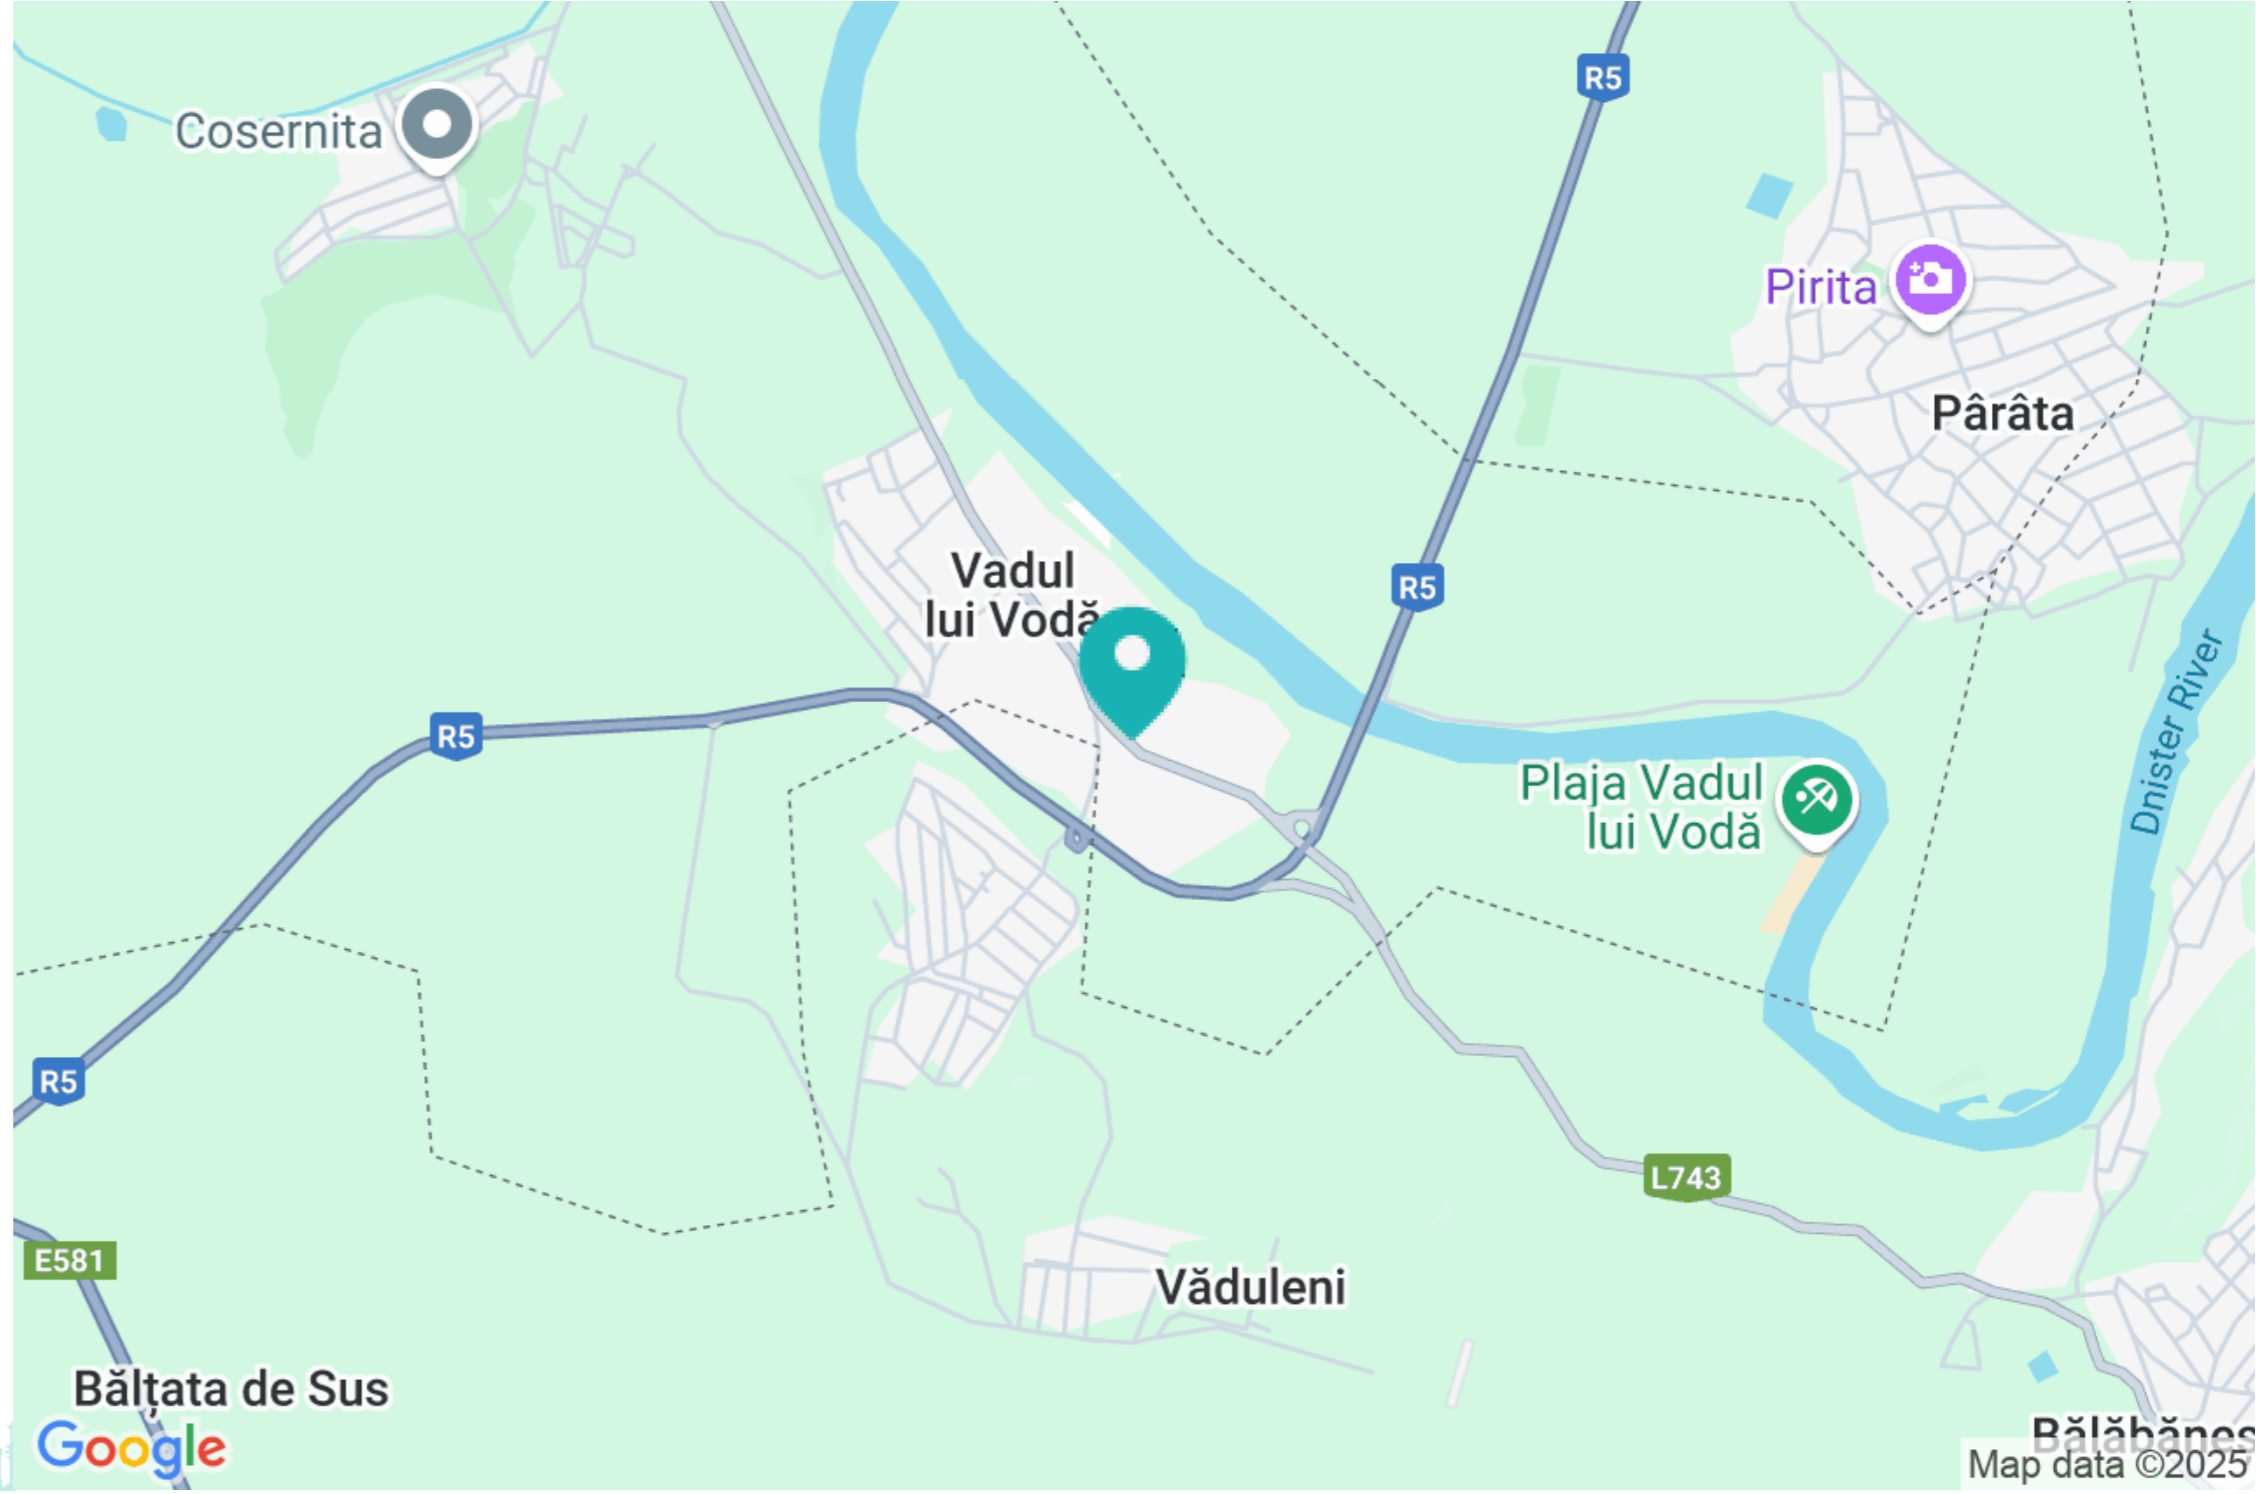 R5
Cosernita
Pirita
Pârâta
Vadul
lui Vodă
R5
Dnister River
R5
Plaja Vadul
lui Vodă
R5
L743
E581
Văduleni
Bălțata de Sus
Bălăbănes
Google
Map data ©2025